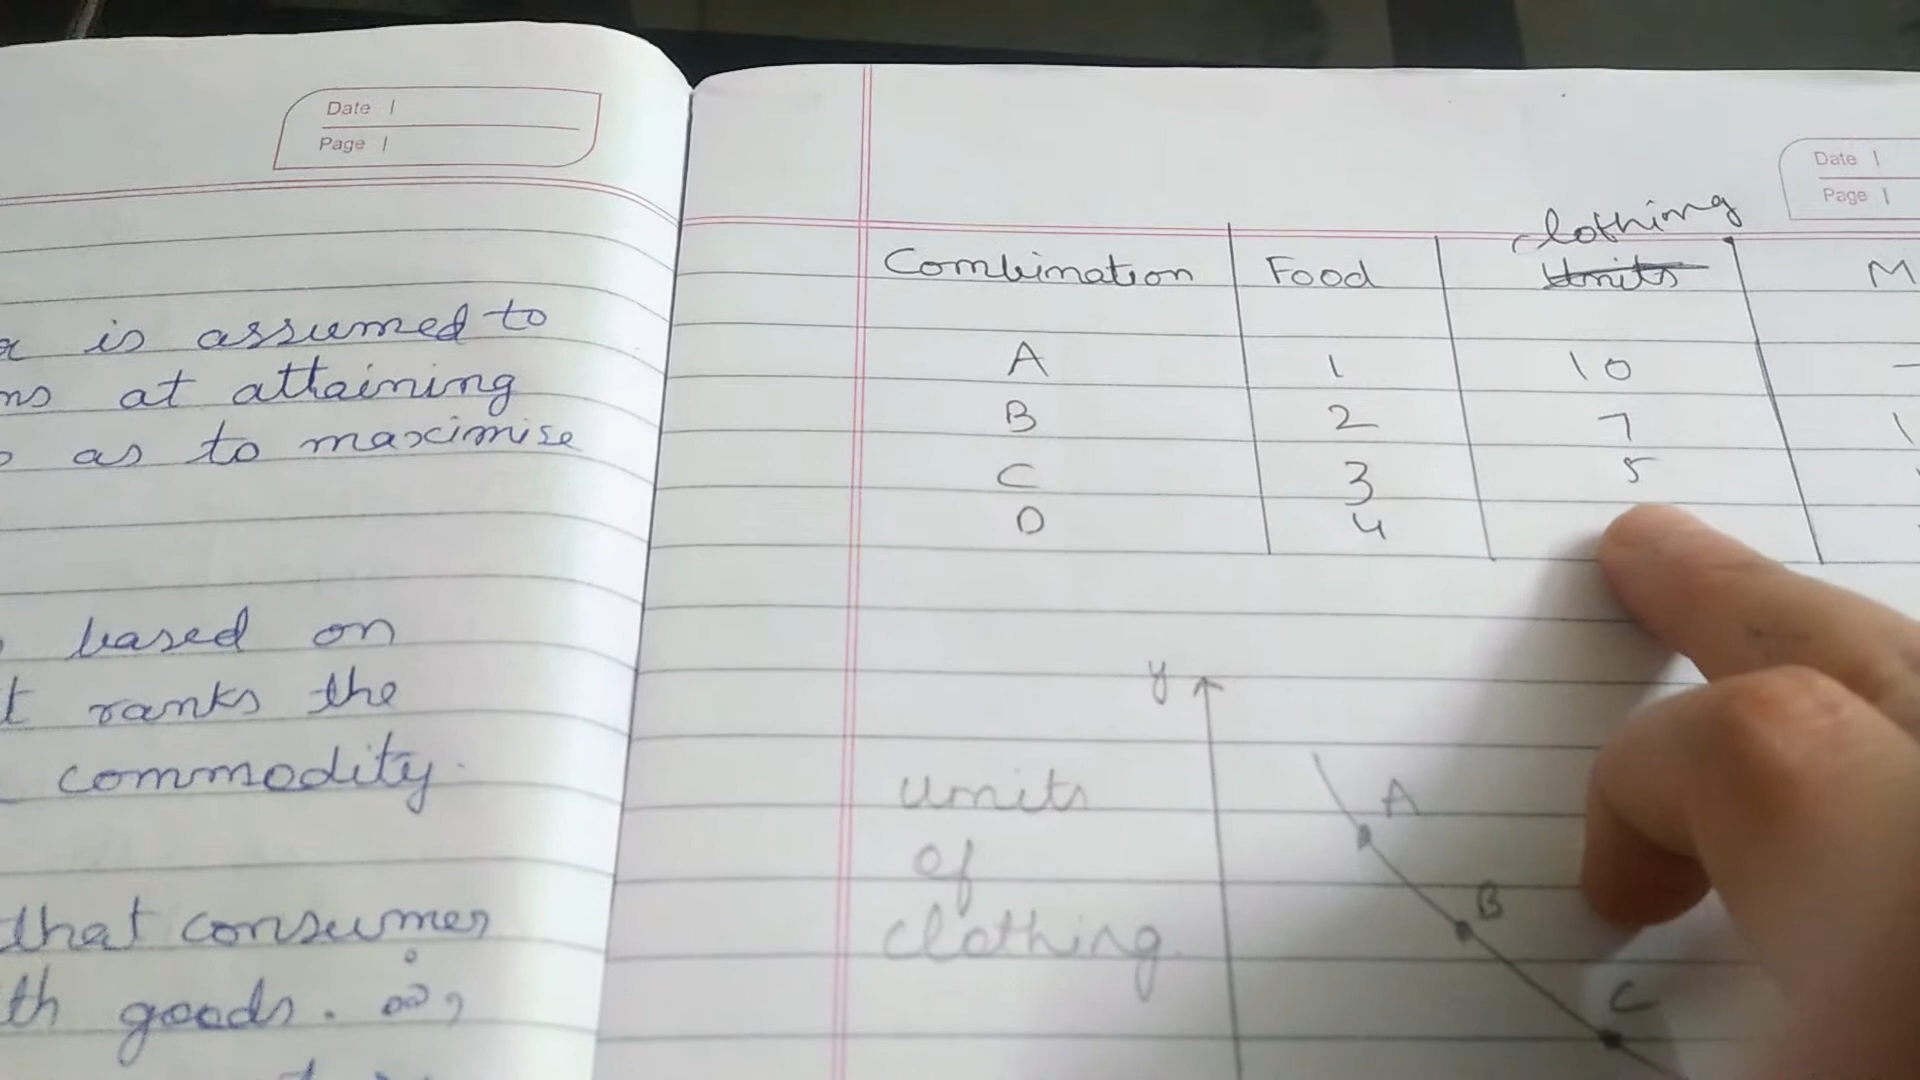 Date
Page
is assumed to
at attaining
as to maximise
based on
ranks the
commodity.
that consumer
goods.
Date
Page
clothing
Combination Food Units M
A 1 10 -
B 2 7
C 3 5
D 4
y
units
of
clothing
A
B
C